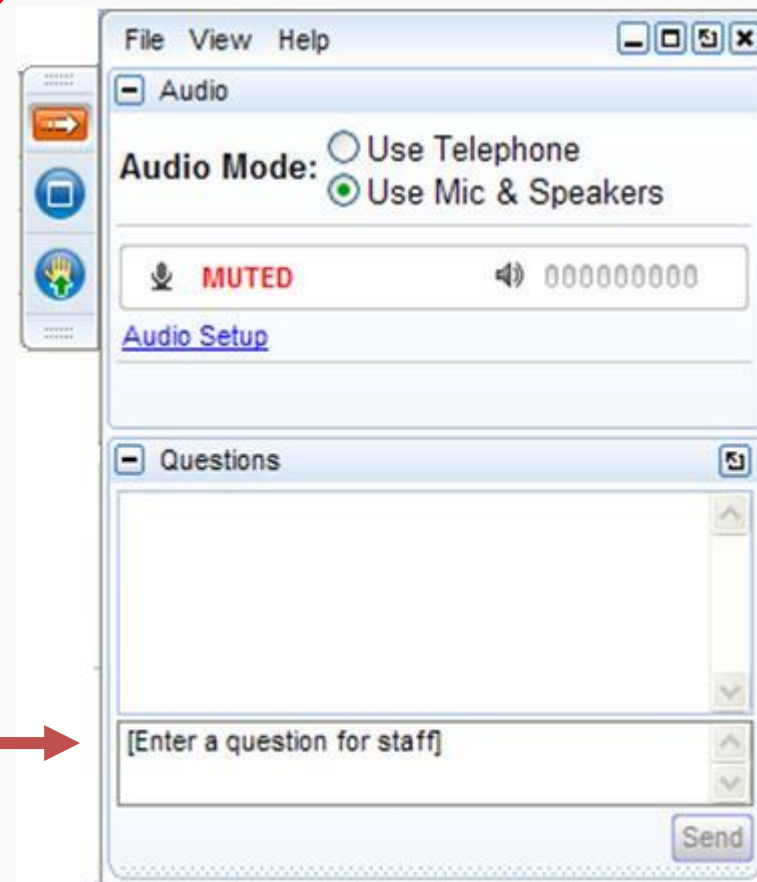 File View Help
Audio
Audio Mode:
Use Telephone
Use Mic & Speakers
MUTED 000000000
Audio Setup
Questions
[Enter a question for staff]
Send